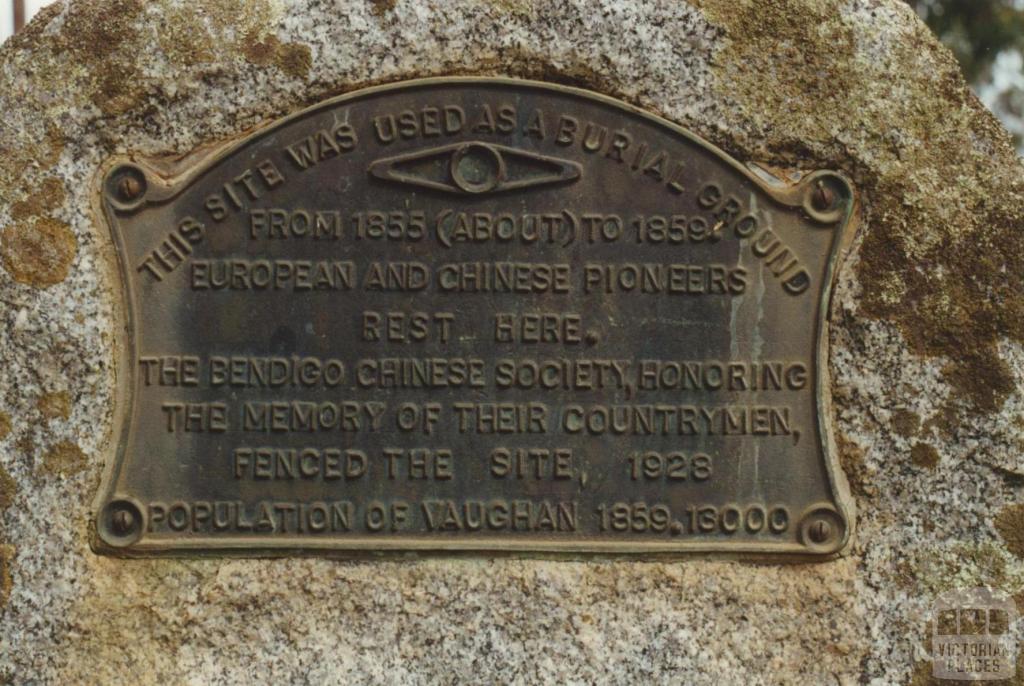 THIS SITE WAS USED AS A BURIAL GROUND
FROM 1855 (ABOUT) TO 1859.
EUROPEAN AND CHINESE PIONEERS
REST HERE.
THE BENDIGO CHINESE SOCIETY, HONORING
THE MEMORY OF THEIR COUNTRYMEN,
FENCED THE SITE 1928
POPULATION OF VAUGHAN 1859.13000
VICTORIAN
PLACES